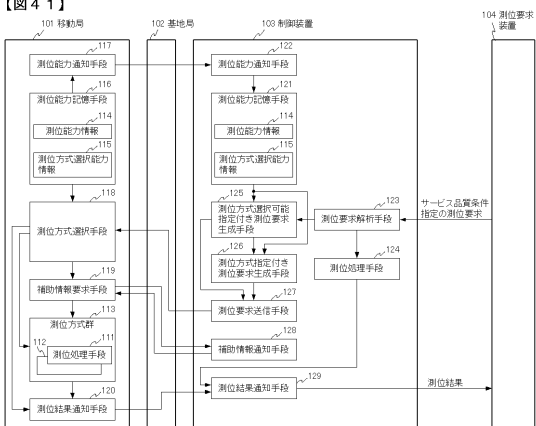 【図41】
101 移動局
102 基地局
103 制御装置
104 測位要求
装置
117
測位能力通知手段
122
測位能力通知手段
116
測位能力記憶手段
114
測位能力情報
115
測位方式選択能力
情報
121
測位能力記憶手段
114
測位能力情報
115
測位方式選択能力
情報
118
測位方式選択手段
125
測位方式選択可能
指定付き測位要求
生成手段
123
測位要求解析手段
サービス品質条件
指定の測位要求
126
測位方式指定付き
測位要求生成手段
124
測位処理手段
119
補助情報要求手段
127
測位要求送信手段
113
測位方式群
112
111
測位処理手段
128
補助情報通知手段
120
測位結果通知手段
129
測位結果通知手段
測位結果